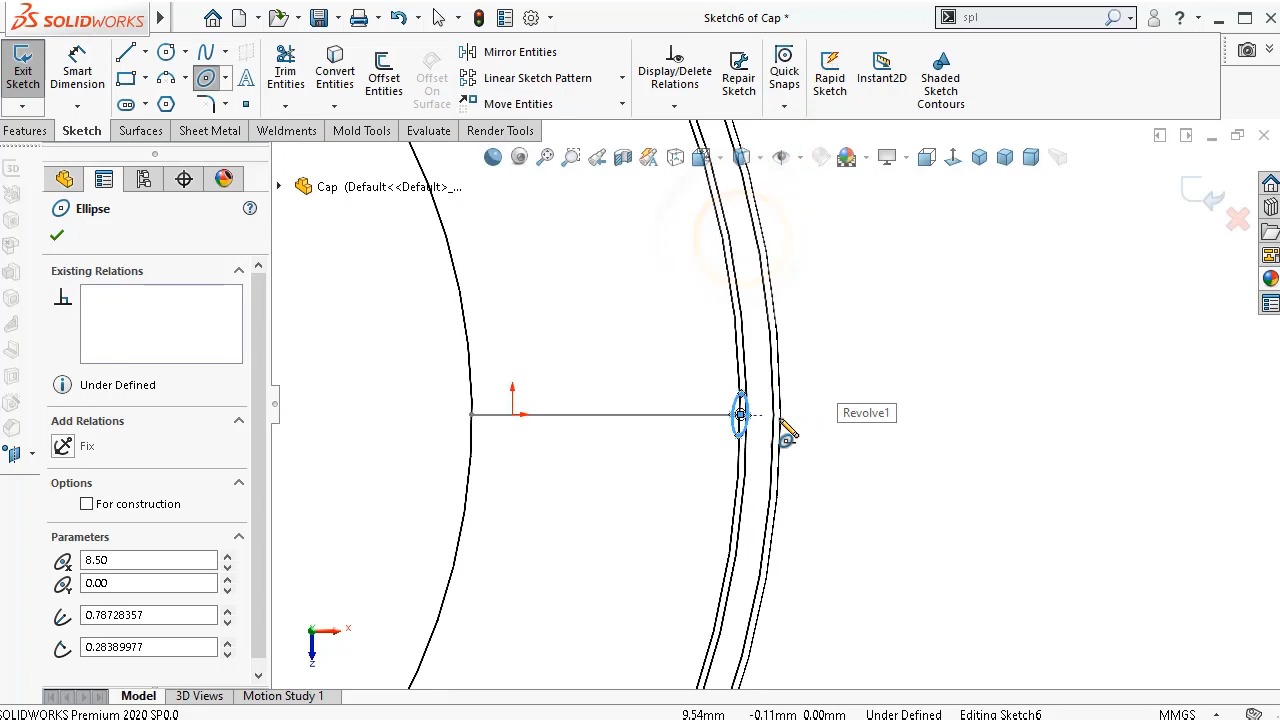 SOLIDWORKS
Sketch6 of Cap *
spl
Exit Sketch
Smart Dimension
Trim Entities
Convert Entities
Offset Entities
Offset On Surface
Mirror Entities
Linear Sketch Pattern
Move Entities
Display/Delete Relations
Repair Sketch
Quick Snaps
Rapid Sketch
Instant2D
Shaded Sketch Contours
Features
Sketch
Surfaces
Sheet Metal
Weldments
Mold Tools
Evaluate
Render Tools
Cap (Default<<Default>_...
Ellipse
Existing Relations
Under Defined
Add Relations
Fix
Options
For construction
Parameters
8.50
0.00
0.78728357
0.28389977
Revolve1
x
z
Model
3D Views
Motion Study 1
SOLIDWORKS Premium 2020 SP0.0
9.54mm
-0.11mm
0.00mm
Under Defined
Editing Sketch6
MMGS